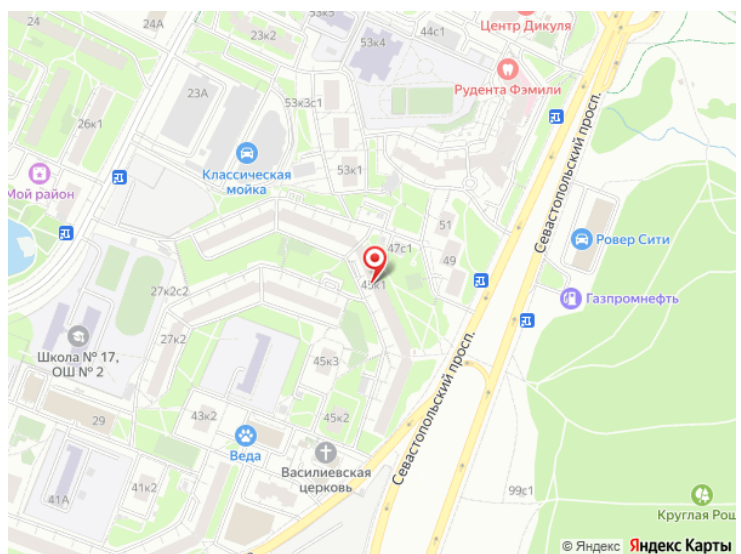 24
24А
23к2
53к4
44с1
Центр Дикуля
Рудента Фэмили
23А
53к3с1
26к1
Классическая
мойка
53к1
Мой район
Севастопольский просп.
51
47с1
49
Ровер Сити
45к1
27к2с2
Газпромнефть
27к2
Школа № 17,
ОШ № 2
45к3
Севастопольский просп.
29
43к2
45к2
Веда
Василиевская
церковь
Севастопольский просп.
41А
41к2
99с1
Круглая Рощ
© Яндекс Яндекс Карты